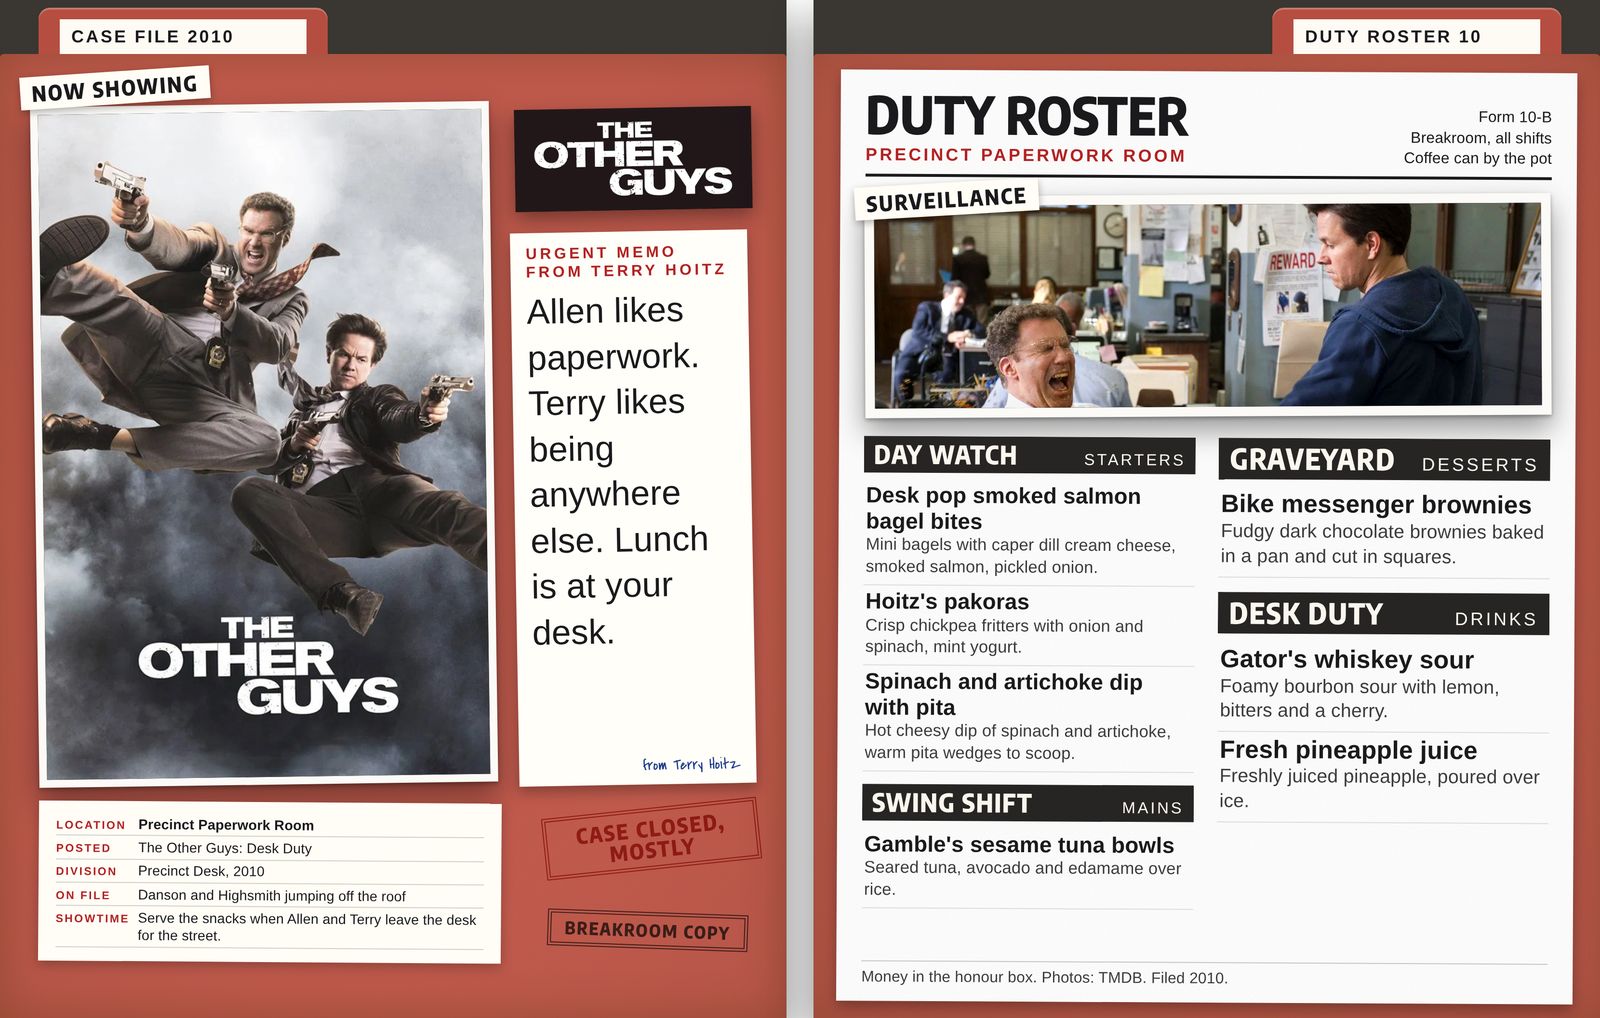 CASE FILE 2010
NOW SHOWING
THE
OTHER
GUYS
THE
OTHER
GUYS
URGENT MEMO
FROM TERRY HOITZ
Allen likes
paperwork.
Terry likes
being
anywhere
else. Lunch
is at your
desk.
from Terry Hoitz
LOCATION Precinct Paperwork Room
POSTED The Other Guys: Desk Duty
DIVISION Precinct Desk, 2010
ON FILE Danson and Highsmith jumping off the roof
SHOWTIME Serve the snacks when Allen and Terry leave the desk
for the street.
CASE CLOSED,
MOSTLY
BREAKROOM COPY
DUTY ROSTER 10
DUTY ROSTER
PRECINCT PAPERWORK ROOM
Form 10-B
Breakroom, all shifts
Coffee can by the pot
SURVEILLANCE
REWARD
DAY WATCH STARTERS
Desk pop smoked salmon
bagel bites
Mini bagels with caper dill cream cheese,
smoked salmon, pickled onion.
Hoitz's pakoras
Crisp chickpea fritters with onion and
spinach, mint yogurt.
Spinach and artichoke dip
with pita
Hot cheesy dip of spinach and artichoke,
warm pita wedges to scoop.
SWING SHIFT MAINS
Gamble's sesame tuna bowls
Seared tuna, avocado and edamame over
rice.
GRAVEYARD DESSERTS
Bike messenger brownies
Fudgy dark chocolate brownies baked
in a pan and cut in squares.
DESK DUTY DRINKS
Gator's whiskey sour
Foamy bourbon sour with lemon,
bitters and a cherry.
Fresh pineapple juice
Freshly juiced pineapple, poured over
ice.
Money in the honour box. Photos: TMDB. Filed 2010.